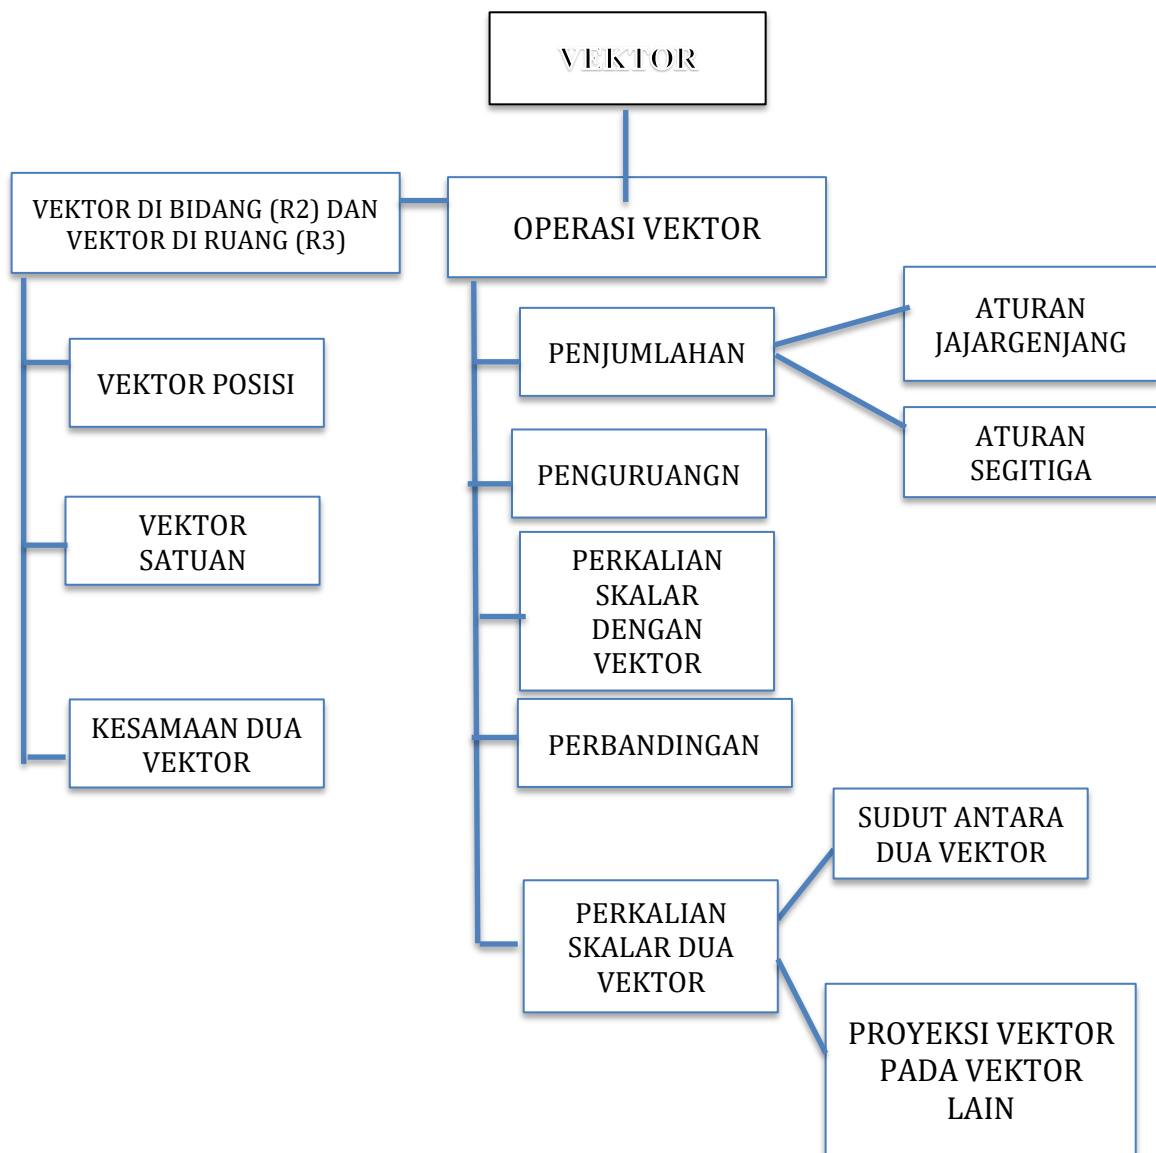 VEKTOR
VEKTOR DI BIDANG (R2) DAN
VEKTOR DI RUANG (R3)
OPERASI VEKTOR
VEKTOR POSISI
VEKTOR
SATUAN
KESAMAAN DUA
VEKTOR
PENJUMLAHAN
ATURAN
JAJARGENJANG
ATURAN
SEGITIGA
PENGURUANGN
PERKALIAN
SKALAR
DENGAN
VEKTOR
PERBANDINGAN
PERKALIAN
SKALAR DUA
VEKTOR
SUDUT ANTARA
DUA VEKTOR
PROYEKSI VEKTOR
PADA VEKTOR
LAIN